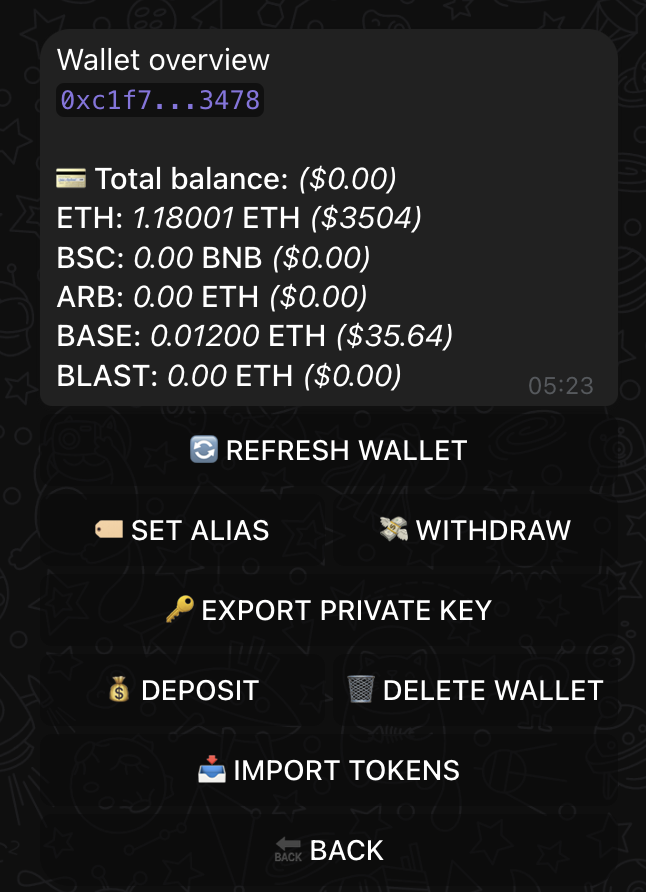 Wallet overview
0xc1f7...3478
💳 Total balance: ($0.00)
ETH: 1.18001 ETH ($3504)
BSC: 0.00 BNB ($0.00)
ARB: 0.00 ETH ($0.00)
BASE: 0.01200 ETH ($35.64)
BLAST: 0.00 ETH ($0.00)
05:23
🔄 REFRESH WALLET
🏷️ SET ALIAS
💸 WITHDRAW
🔑 EXPORT PRIVATE KEY
💰 DEPOSIT
🗑️ DELETE WALLET
📥 IMPORT TOKENS
🔙 BACK